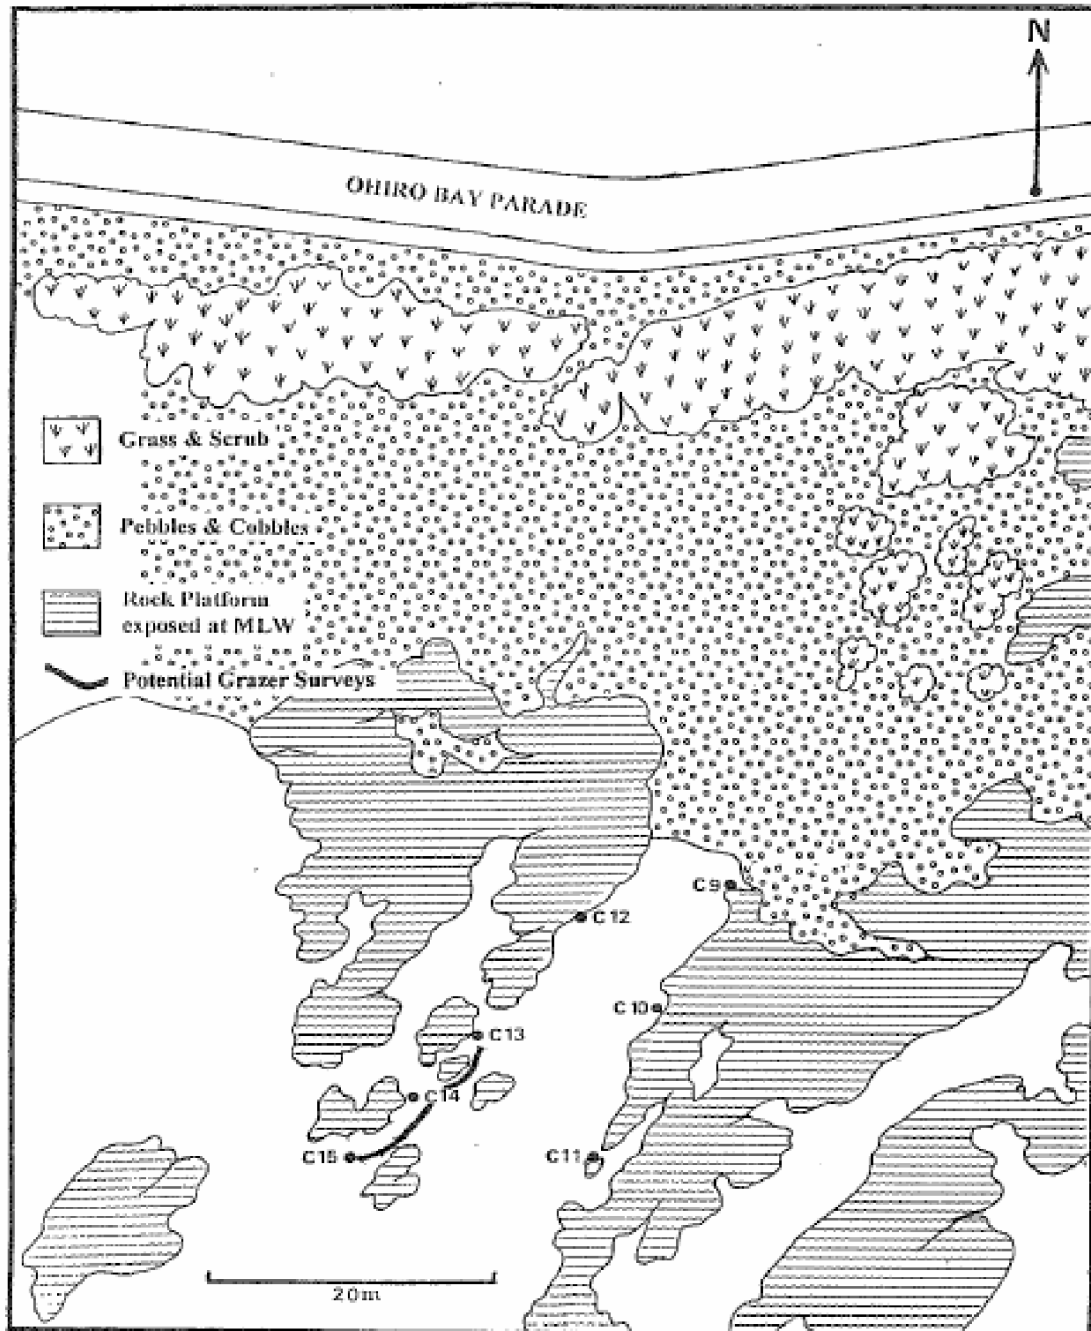 N
OHIRO BAY PARADE
Grass & Scrub
Pebbles & Cobbles
Rock Platform
exposed at MLW
Potential Grazer Surveys
C9
C12
C10
C13
C14
C15
C11
20m